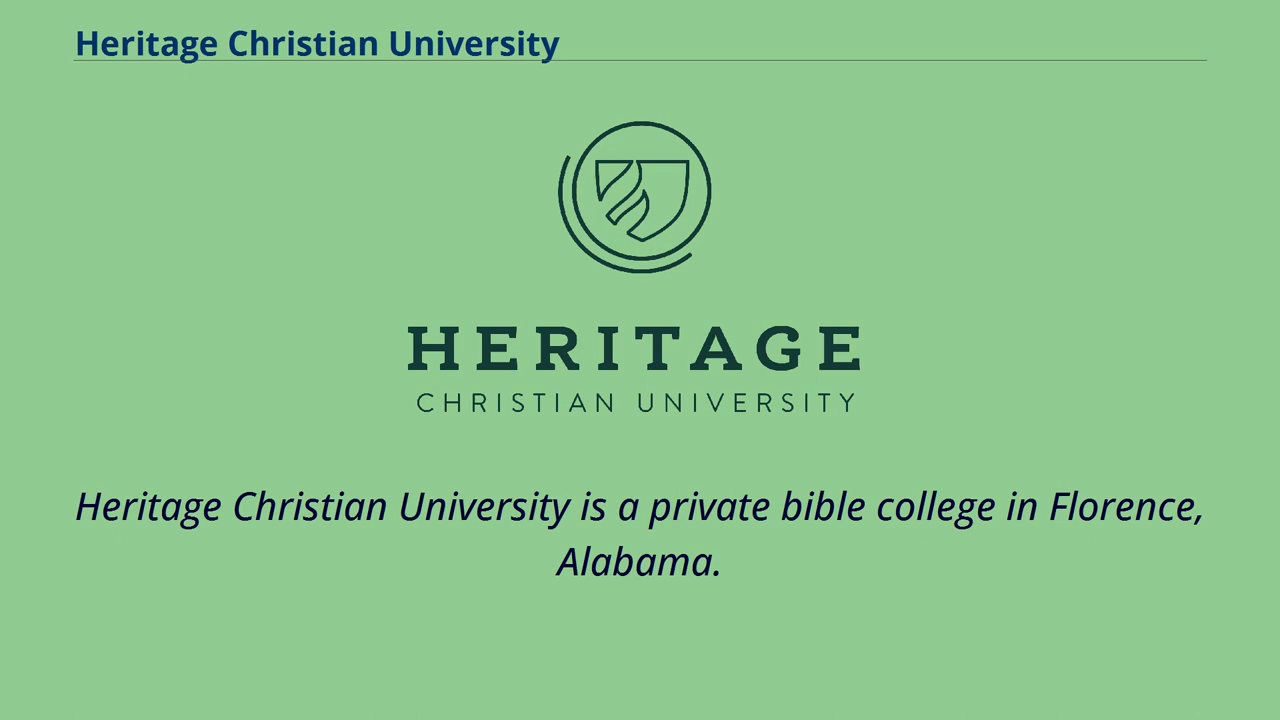 Heritage Christian University
HERITAGE
CHRISTIAN UNIVERSITY
Heritage Christian University is a private bible college in Florence,
Alabama.